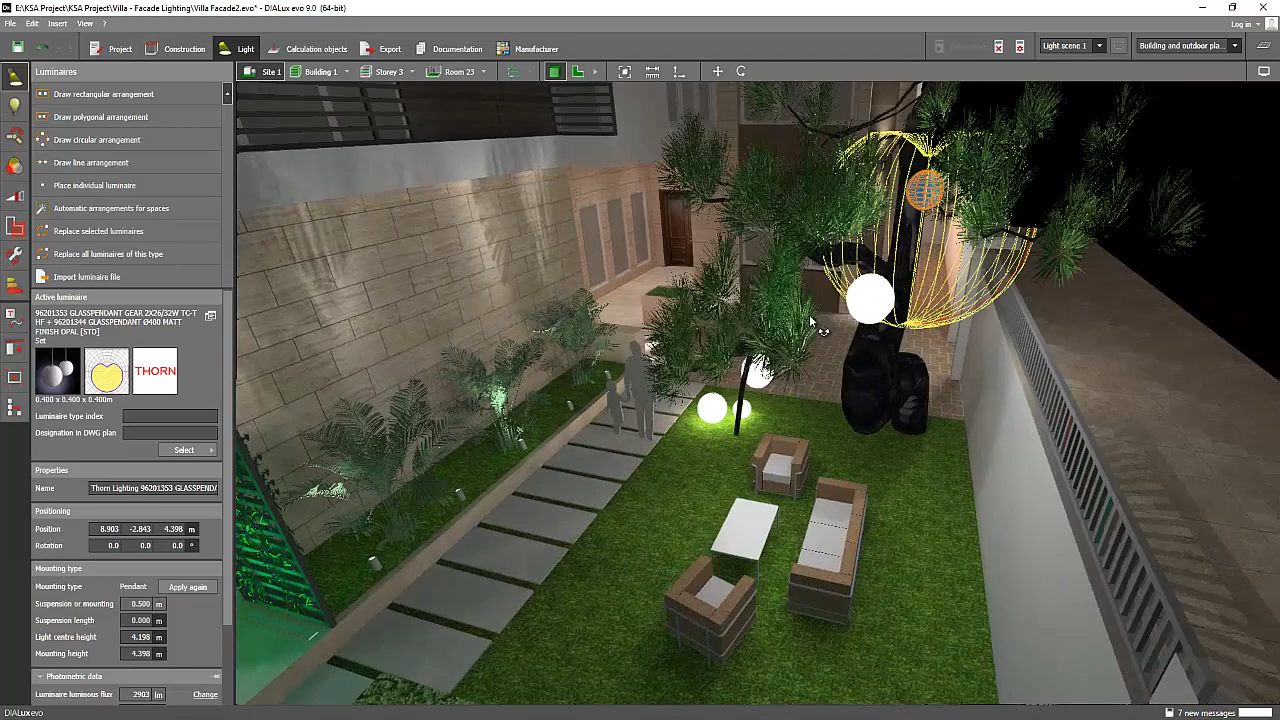 E:\KSA Project\KSA Project\Villa - Facade Lighting\Villa Facade2.evo* - DIALux evo 9.0 (64-bit)
File Edit Insert View ?
Log in
Project Construction Light Calculation objects Export Documentation Manufacturer
Light scene 1 Building and outdoor pla...
Luminaires
Site 1 Building 1 Storey 3 Room 23
Draw rectangular arrangement
Draw polygonal arrangement
Draw circular arrangement
Draw line arrangement
Place individual luminaire
Automatic arrangements for spaces
Replace selected luminaires
Replace all luminaires of this type
Import luminaire file
Active luminaire
96201353 GLASSPENDANT GEAR 2X26/32W TC-T
HF + 96201344 GLASSPENDANT Ø400 MATT
FINISH OPAL [STD]
Set
THORN
0.400 x 0.400 x 0.400m
Luminaire type index
Designation in DWG plan
Select
Properties
Name Thorn Lighting 96201353 GLASSPENDA
Positioning
Position 8.903 -2.843 4.398 m
Rotation 0.0 0.0 0.0 °
Mounting type
Mounting type Pendant Apply again
Suspension or mounting 0.500 m
Suspension length 0.000 m
Light centre height 4.198 m
Mounting height 4.398 m
Photometric data
Luminaire luminous flux 2903 lm Change
DIALux evo
7 new messages